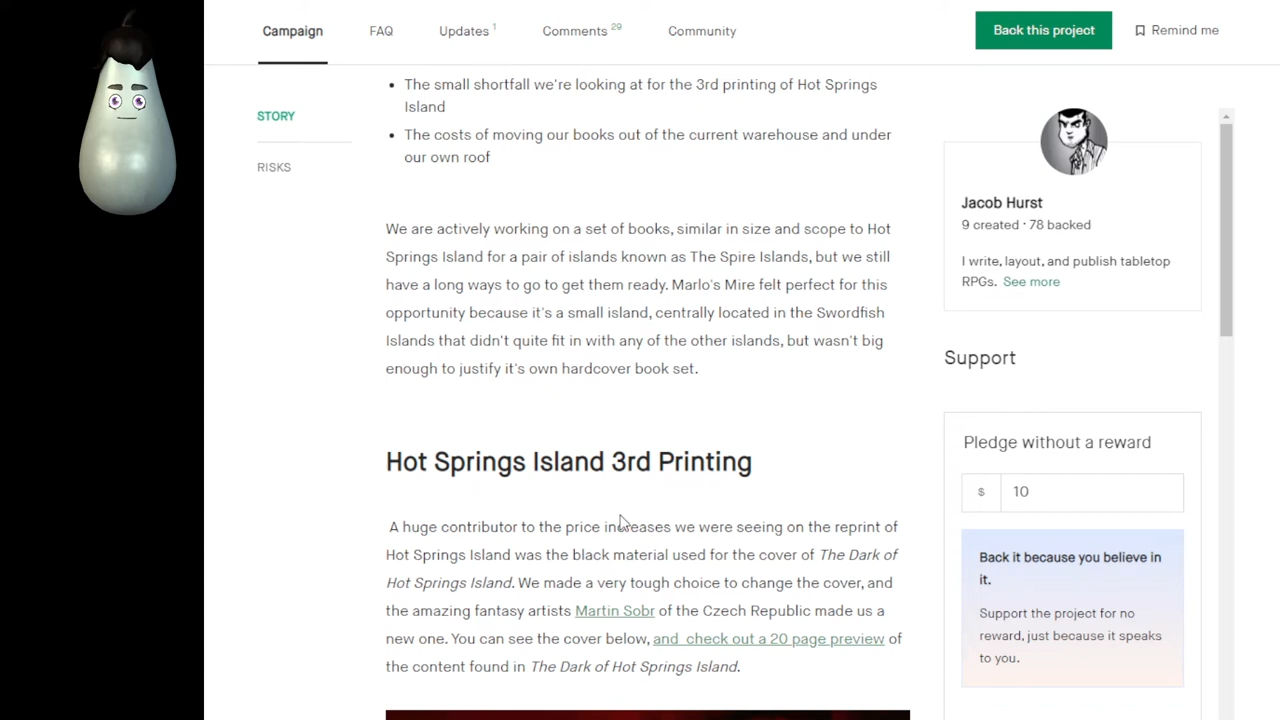 Campaign
FAQ
Updates 1
Comments 29
Community
Back this project
Remind me
STORY
RISKS
• The small shortfall we're looking at for the 3rd printing of Hot Springs
Island
• The costs of moving our books out of the current warehouse and under
our own roof
We are actively working on a set of books, similar in size and scope to Hot
Springs Island for a pair of islands known as The Spire Islands, but we still
have a long ways to go to get them ready. Marlo's Mire felt perfect for this
opportunity because it's a small island, centrally located in the Swordfish
Islands that didn't quite fit in with any of the other islands, but wasn't big
enough to justify it's own hardcover book set.
Hot Springs Island 3rd Printing
A huge contributor to the price increases we were seeing on the reprint of
Hot Springs Island was the black material used for the cover of The Dark of
Hot Springs Island. We made a very tough choice to change the cover, and
the amazing fantasy artists Martin Sobr of the Czech Republic made us a
new one. You can see the cover below, and check out a 20 page preview of
the content found in The Dark of Hot Springs Island.
Jacob Hurst
9 created · 78 backed
I write, layout, and publish tabletop
RPGs. See more
Support
Pledge without a reward
$ 10
Back it because you believe in
it.
Support the project for no
reward, just because it speaks
to you.